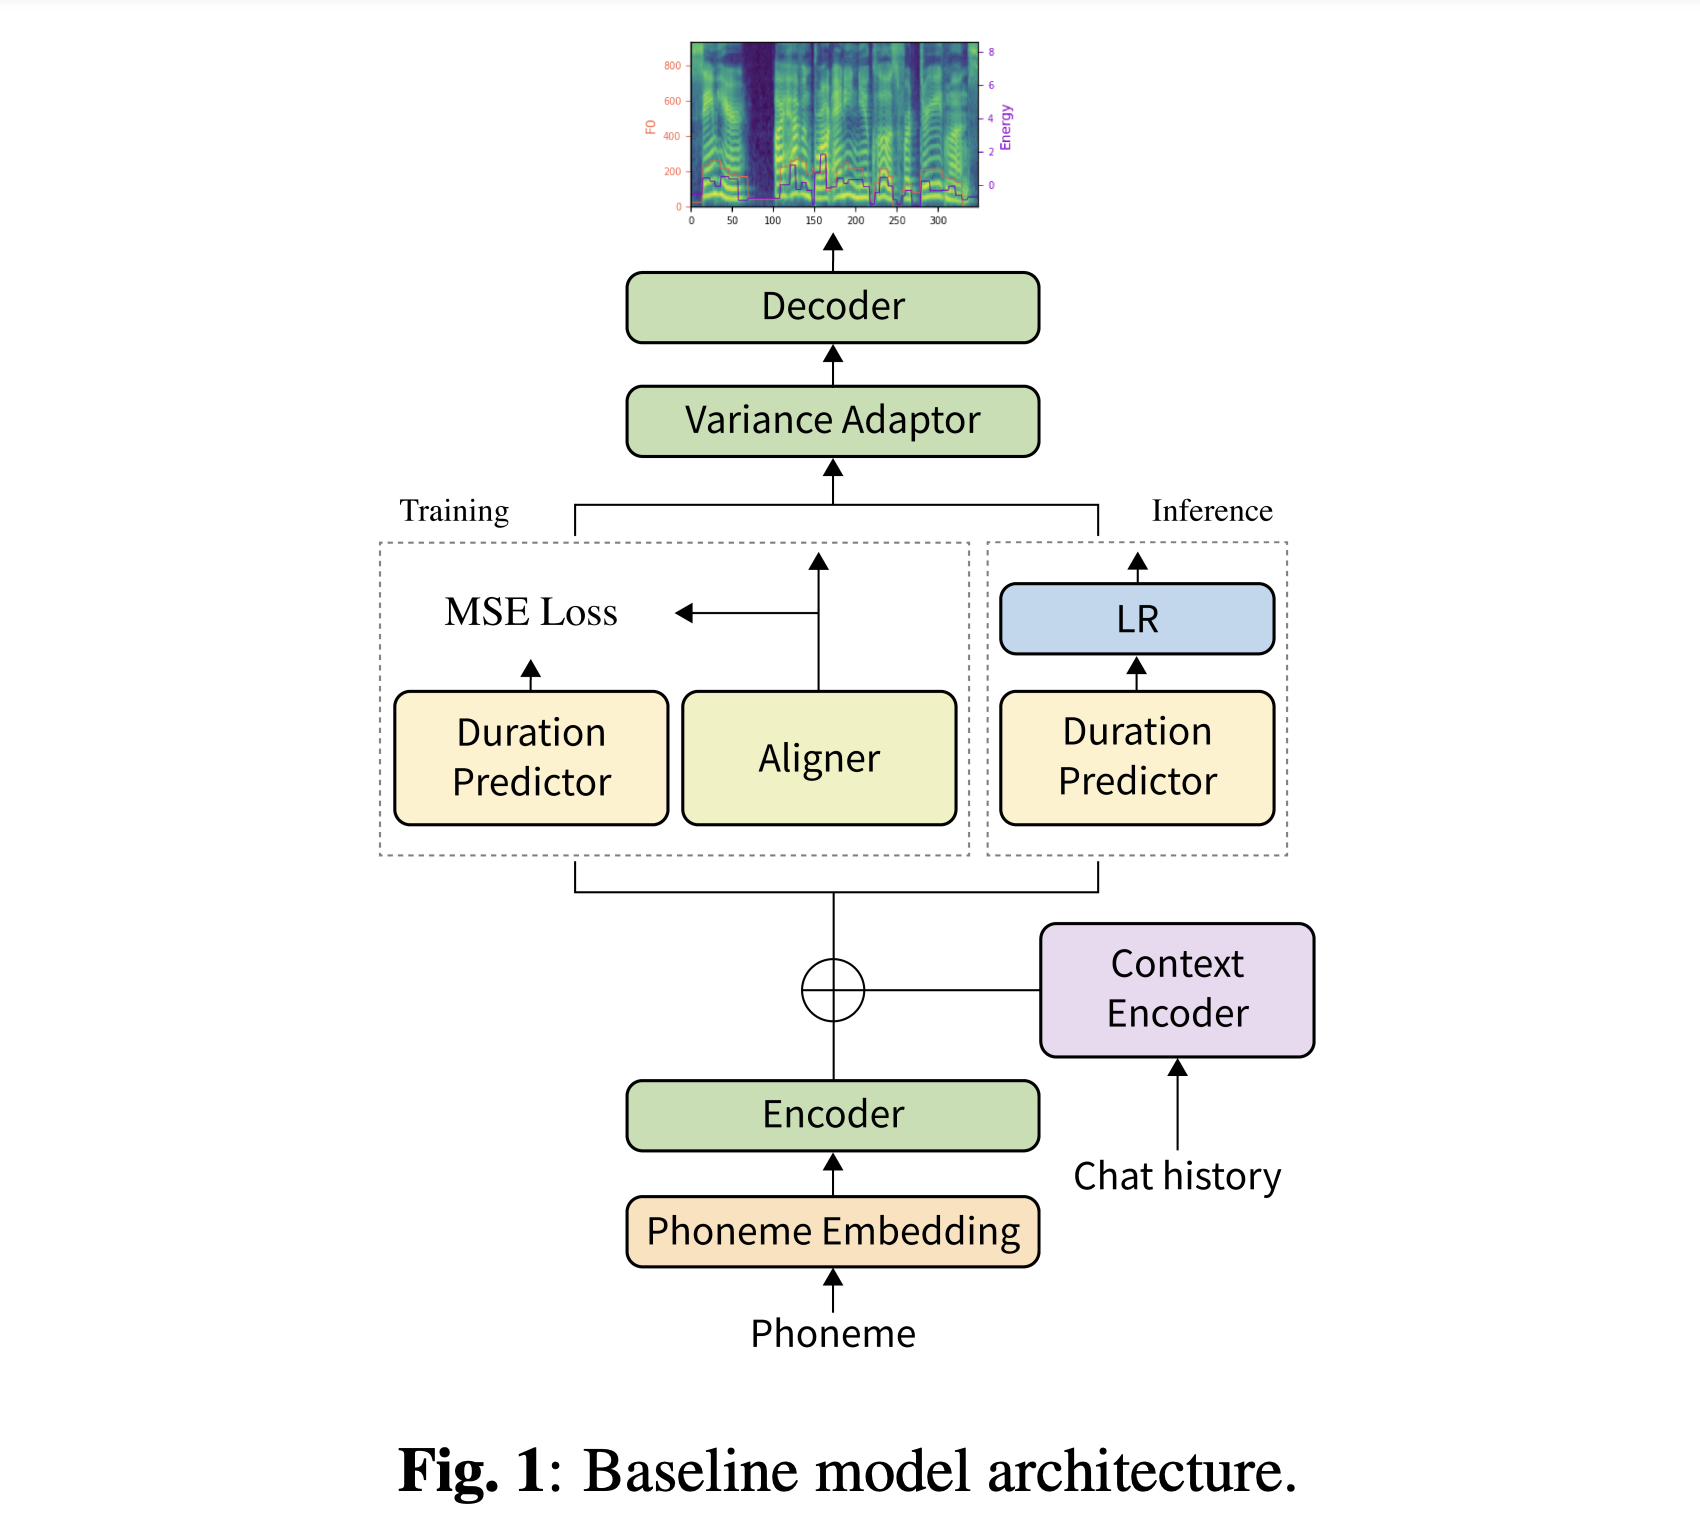 800
600
400
200
0
F0
8
6
4
2
0
Energy
0 50 100 150 200 250 300
Decoder
Variance Adaptor
Training
Inference
MSE Loss
LR
Duration
Predictor
Aligner
Duration
Predictor
Context
Encoder
Encoder
Chat history
Phoneme Embedding
Phoneme
Fig. 1: Baseline model architecture.